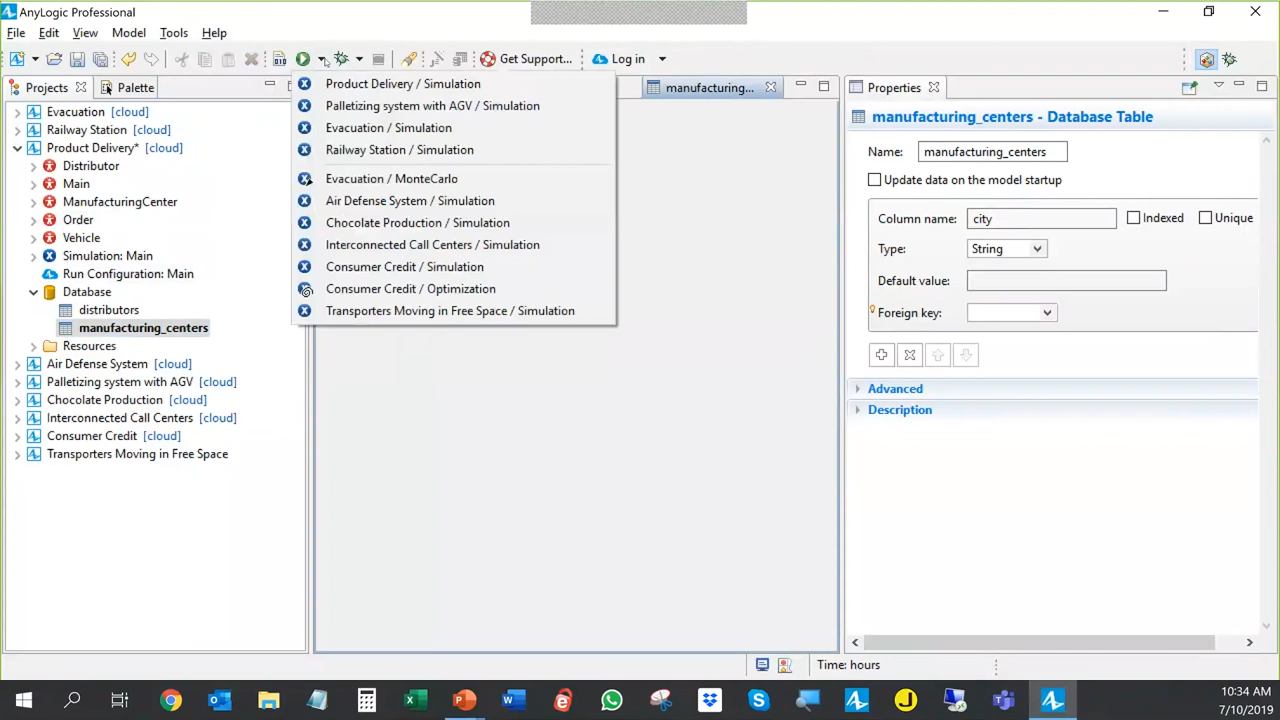 AnyLogic Professional
File Edit View Model Tools Help
Get Support... Log in
Projects Palette manufacturing... Properties
Evacuation [cloud]
Railway Station [cloud]
Product Delivery* [cloud]
Distributor
Main
ManufacturingCenter
Order
Vehicle
Simulation: Main
Run Configuration: Main
Database
distributors
manufacturing_centers
Resources
Air Defense System [cloud]
Palletizing system with AGV [cloud]
Chocolate Production [cloud]
Interconnected Call Centers [cloud]
Consumer Credit [cloud]
Transporters Moving in Free Space
Product Delivery / Simulation
Palletizing system with AGV / Simulation
Evacuation / Simulation
Railway Station / Simulation
Evacuation / MonteCarlo
Air Defense System / Simulation
Chocolate Production / Simulation
Interconnected Call Centers / Simulation
Consumer Credit / Simulation
Consumer Credit / Optimization
Transporters Moving in Free Space / Simulation
manufacturing_centers - Database Table
Name: manufacturing_centers
Update data on the model startup
Column name: city Indexed Unique
Type: String
Default value:
Foreign key:
Advanced
Description
Time: hours
10:34 AM
7/10/2019